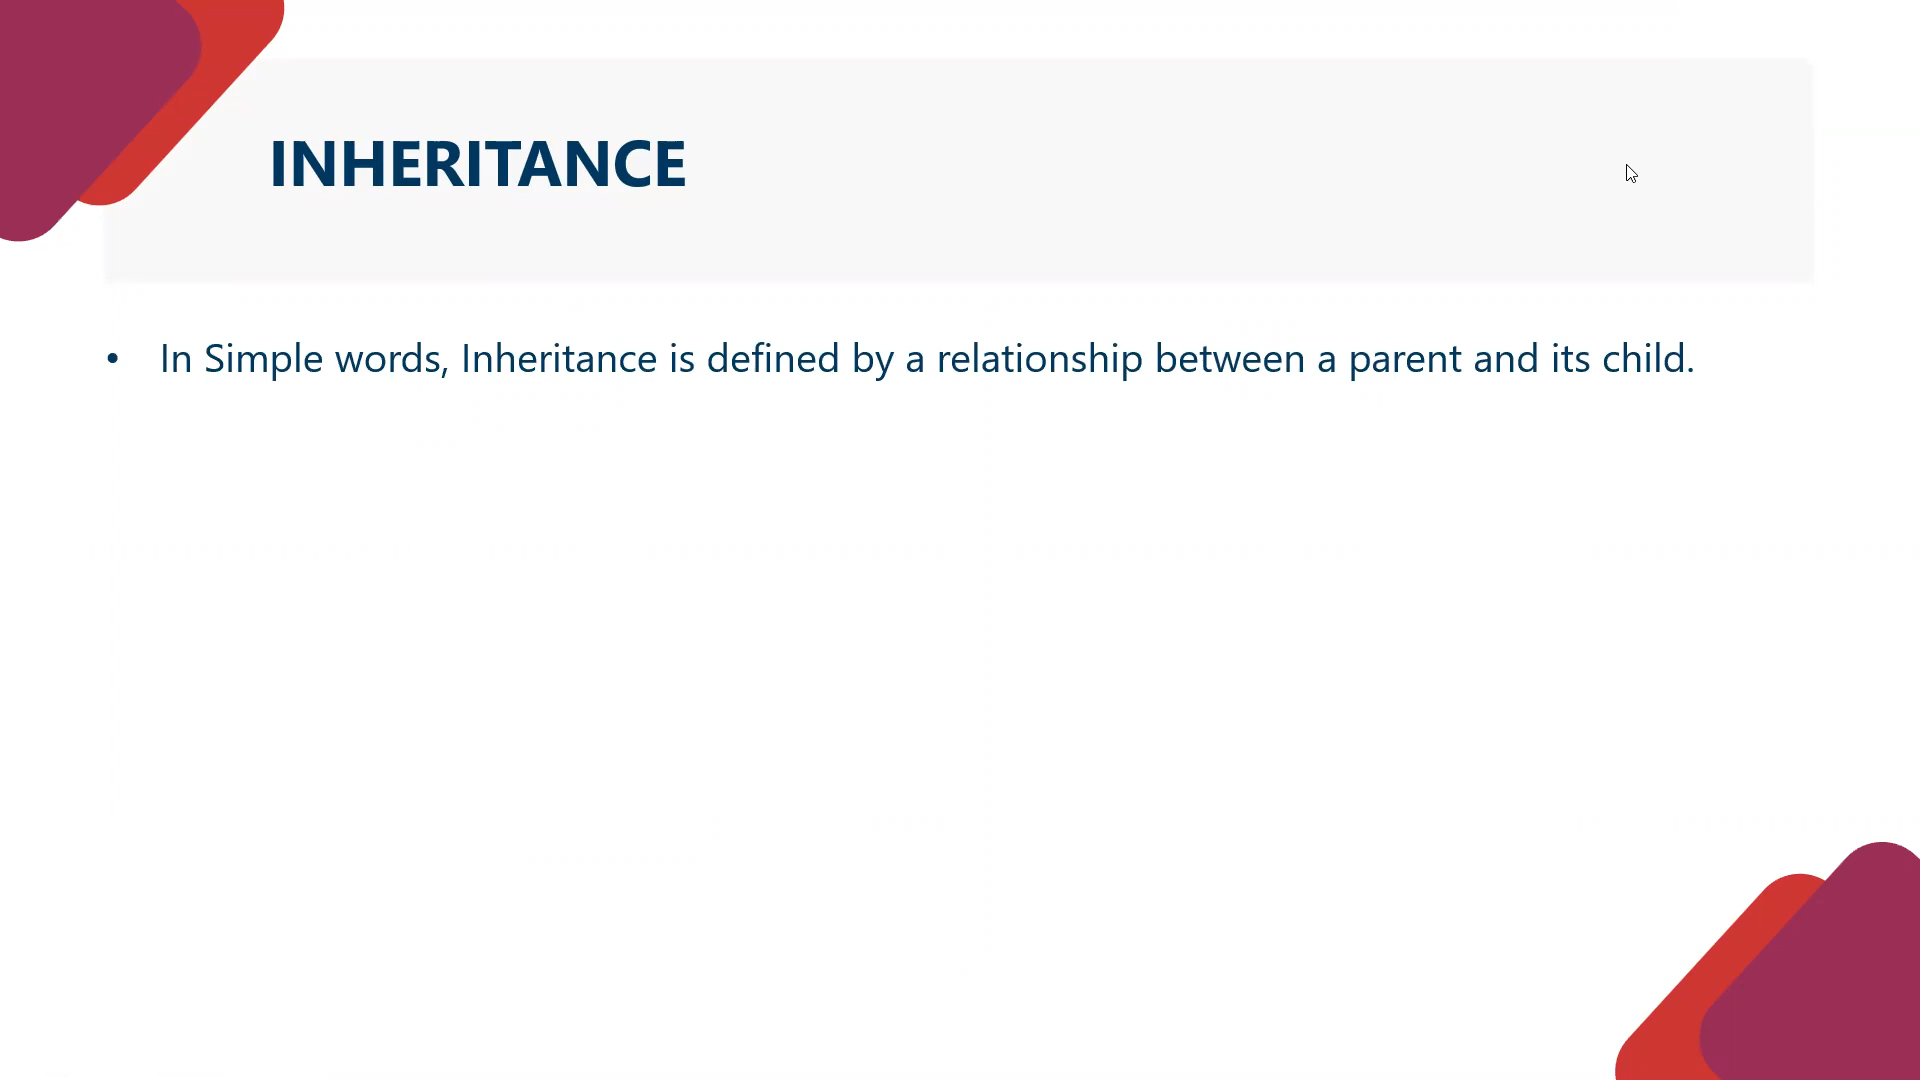 INHERITANCE
• In Simple words, Inheritance is defined by a relationship between a parent and its child.